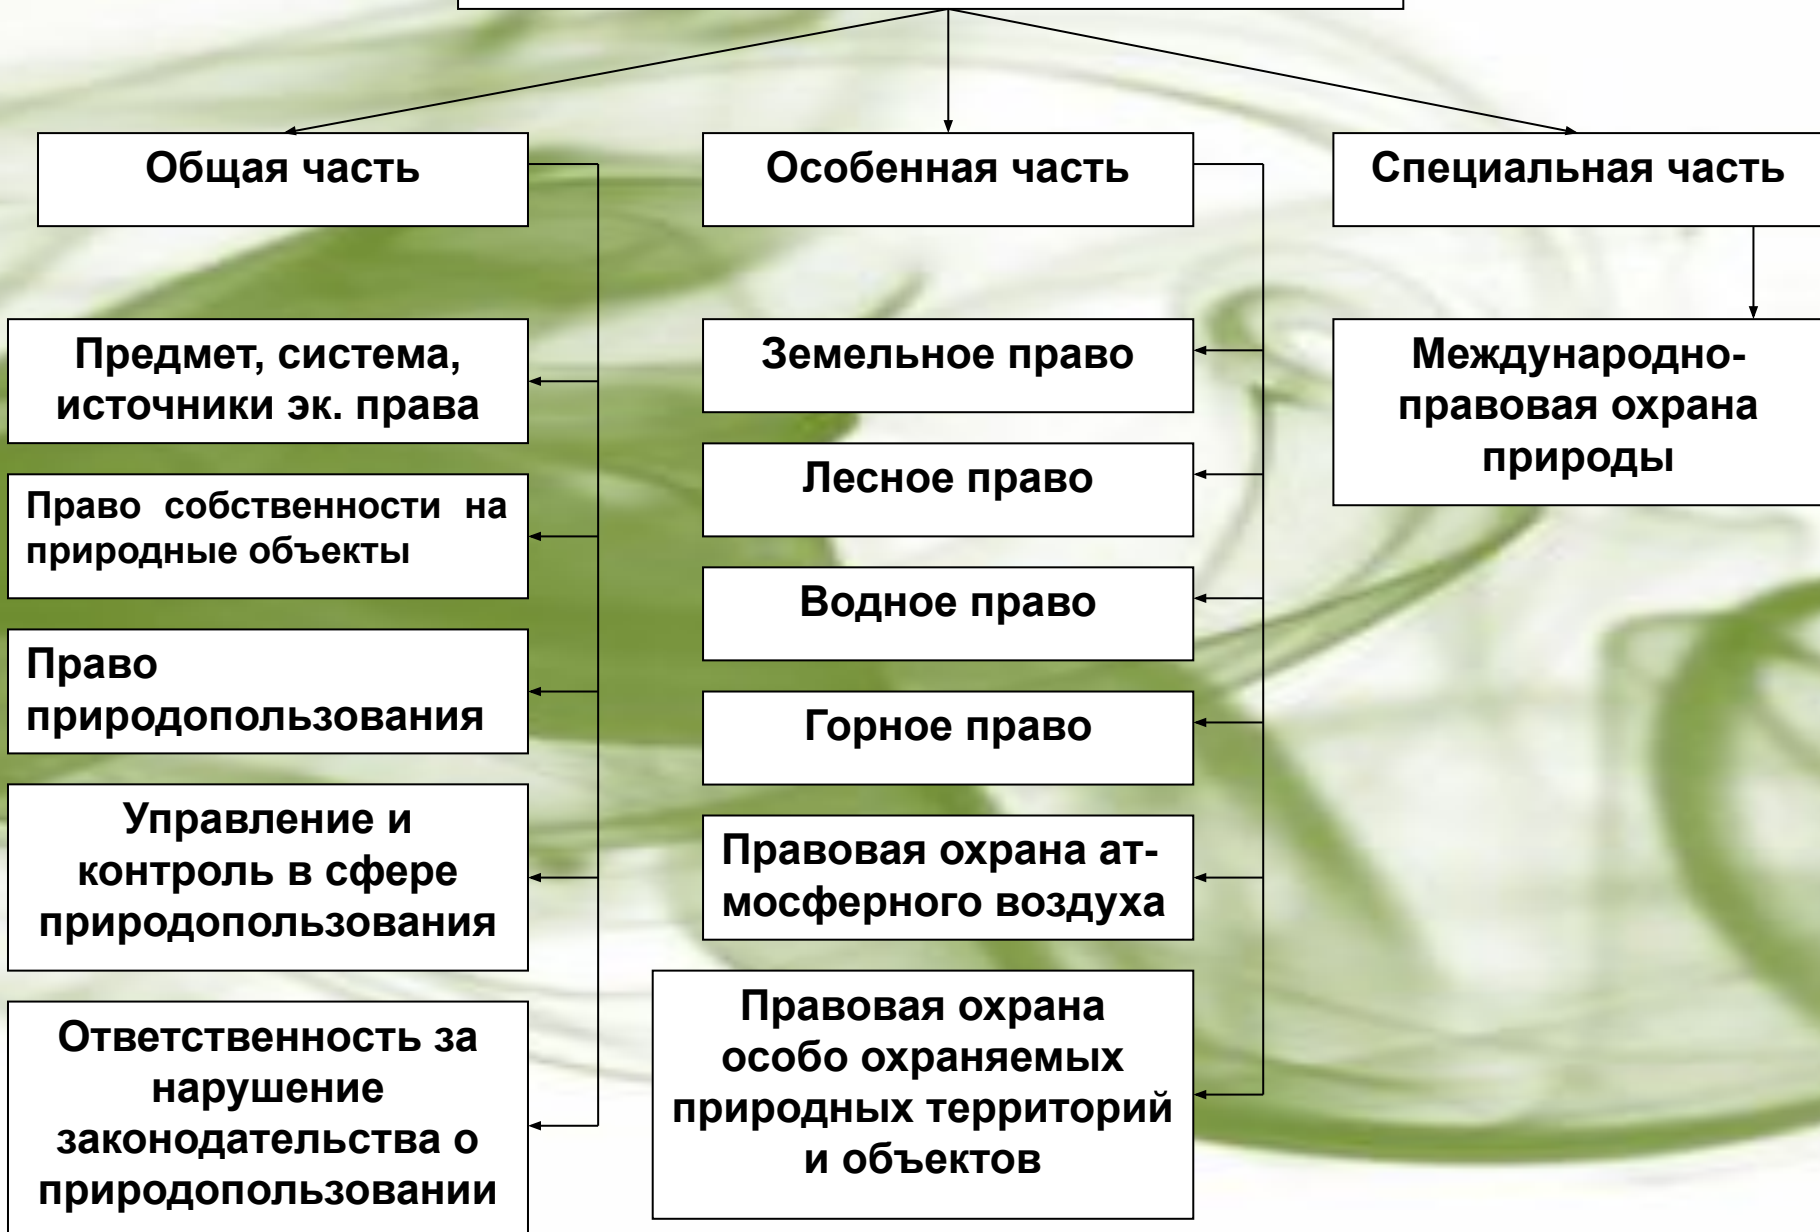 Общая часть
Предмет, система,
источники эк. права
Право собственности на
природные объекты
Право
природопользования
Управление и
контроль в сфере
природопользования
Ответственность за
нарушение
законодательства о
природопользовании
Особенная часть
Земельное право
Лесное право
Водное право
Горное право
Правовая охрана ат-
мосферного воздуха
Правовая охрана
особо охраняемых
природных территорий
и объектов
Специальная часть
Международно-
правовая охрана
природы